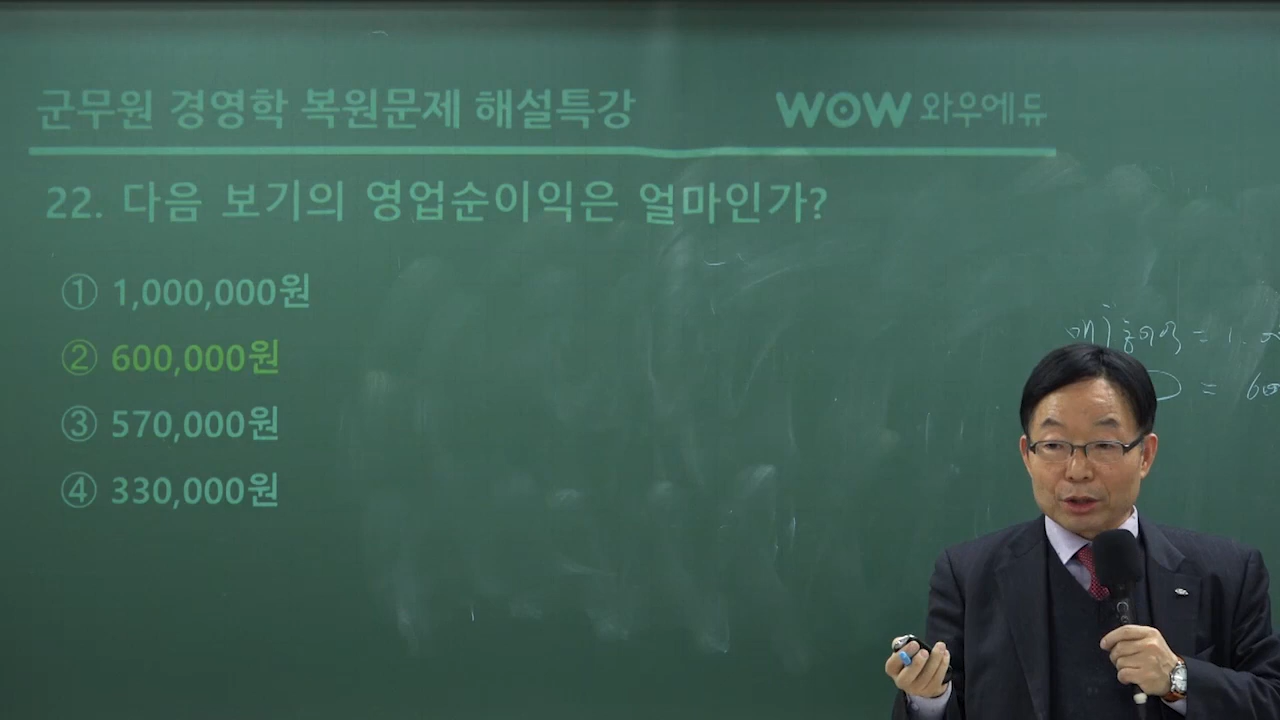 군무원 경영학 복원문제 해설특강
WOW 와우에듀
22. 다음 보기의 영업순이익은 얼마인가?
① 1,000,000원
② 600,000원
③ 570,000원
④ 330,000원